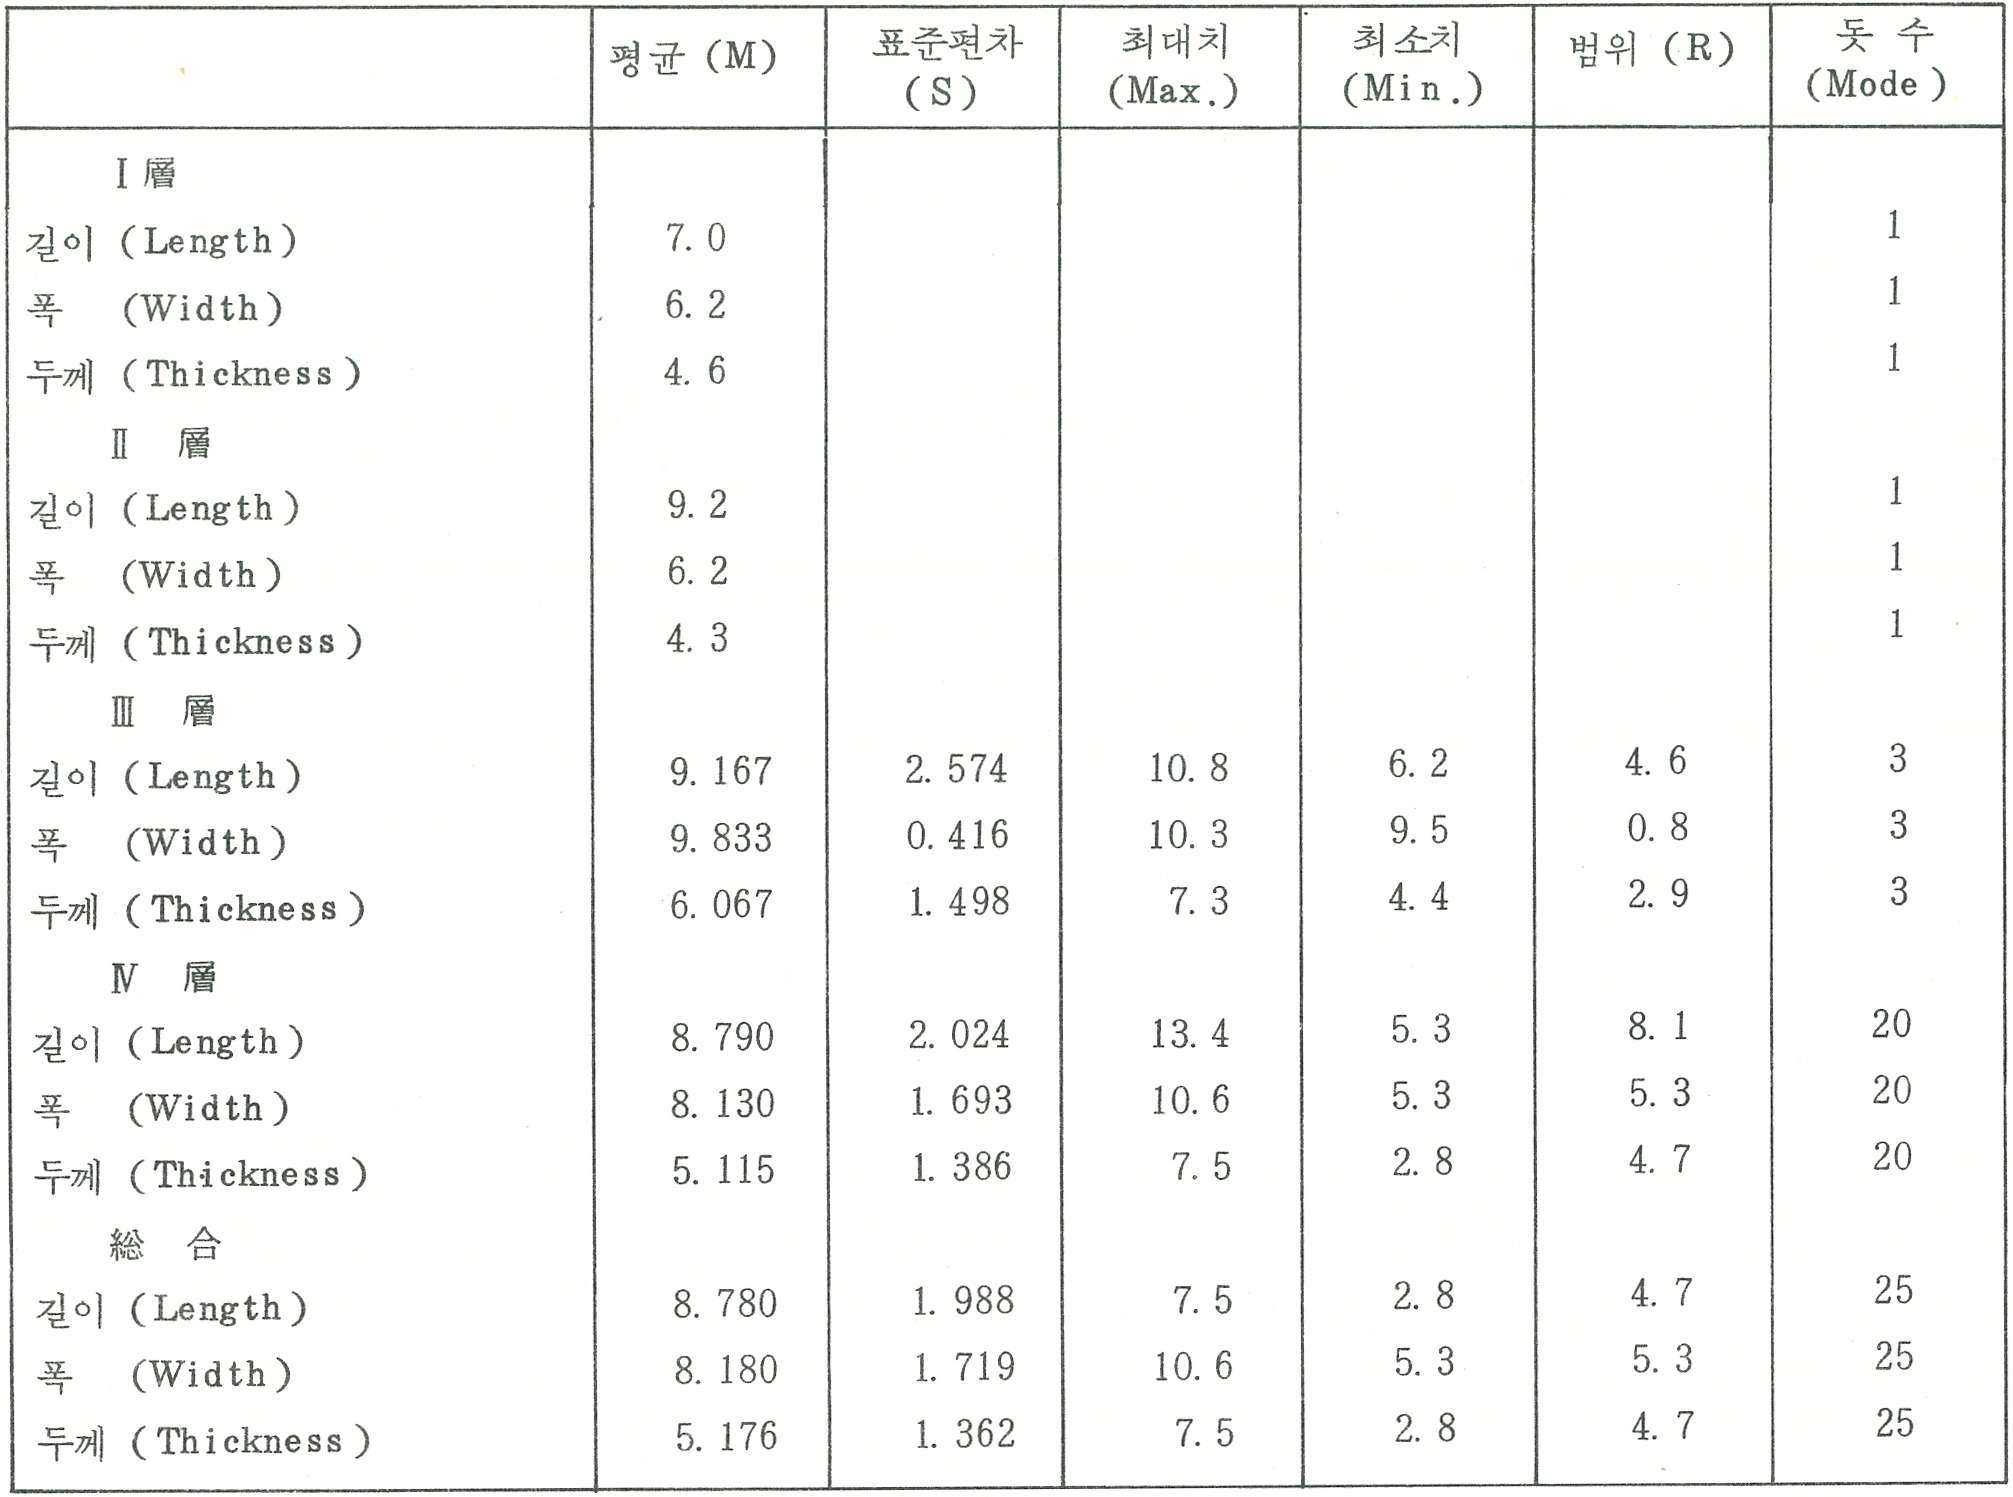 평균 (M) 표준편차 (S) 최대치 (Max.) 최소치 (Min.) 범위 (R) 돗 수 (Mode)
Ⅰ 層
길이 (Length) 7.0 1
폭 (Width) 6.2 1
두께 (Thickness) 4.6 1
Ⅱ 層
길이 (Length) 9.2 1
폭 (Width) 6.2 1
두께 (Thickness) 4.3 1
Ⅲ 層
길이 (Length) 9.167 2.574 10.8 6.2 4.6 3
폭 (Width) 9.833 0.416 10.3 9.5 0.8 3
두께 (Thickness) 6.067 1.498 7.3 4.4 2.9 3
Ⅳ 層
길이 (Length) 8.790 2.024 13.4 5.3 8.1 20
폭 (Width) 8.130 1.693 10.6 5.3 5.3 20
두께 (Thickness) 5.115 1.386 7.5 2.8 4.7 20
総 合
길이 (Length) 8.780 1.988 7.5 2.8 4.7 25
폭 (Width) 8.180 1.719 10.6 5.3 5.3 25
두께 (Thickness) 5.176 1.362 7.5 2.8 4.7 25